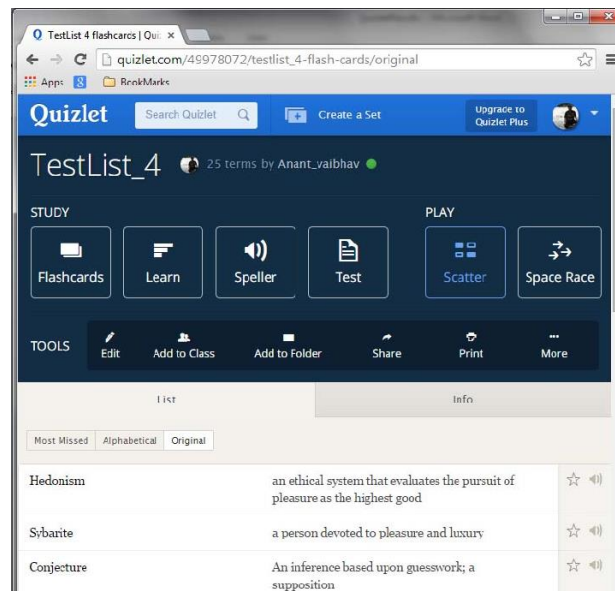 TestList 4 flashcards | Qui
quizlet.com/49978072/testlist_4-flash-cards/original
Apps
8
BookMarks
Quizlet
Search Quizlet
Create a Set
Upgrade to
Quizlet Plus
TestList_4
25 terms by Anant_vaibhav
STUDY
PLAY
Flashcards
Learn
Speller
Test
Scatter
Space Race
TOOLS
Edit
Add to Class
Add to Folder
Share
Print
More
List
Info
Most Missed
Alphabetical
Original
Hedonism
an ethical system that evaluates the pursuit of
pleasure as the highest good
Sybarite
a person devoted to pleasure and luxury
Conjecture
An inference based upon guesswork; a
supposition